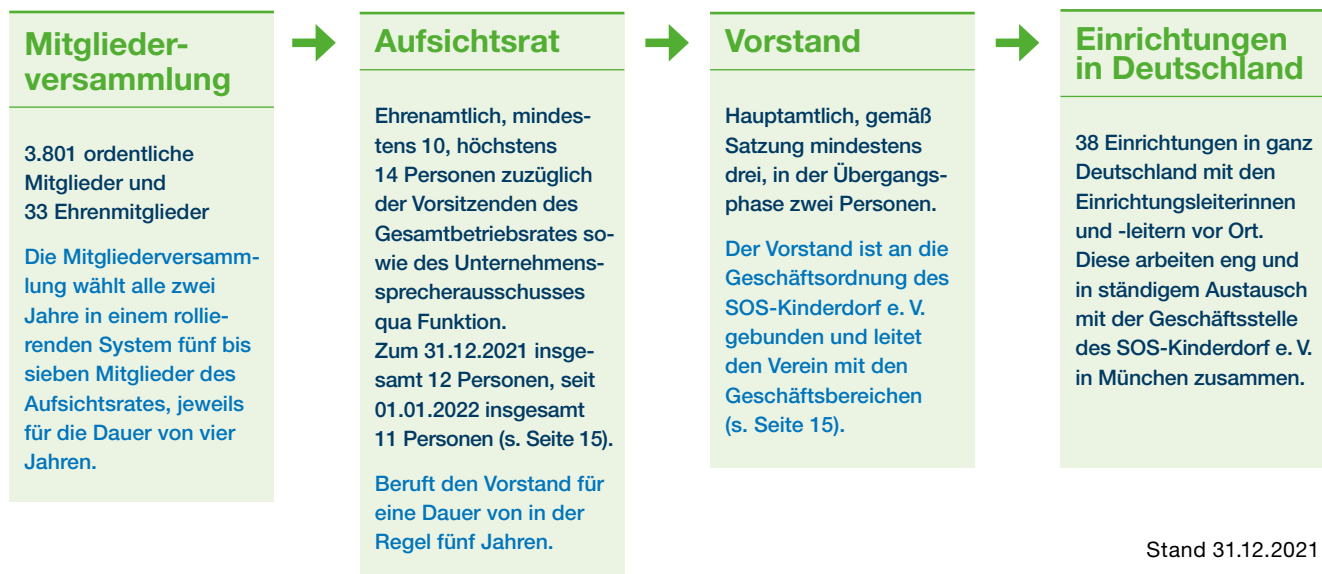 Mitglieder-
versammlung
3.801 ordentliche
Mitglieder und
33 Ehrenmitglieder
Die Mitgliederversamm-
lung wählt alle zwei
Jahre in einem rollie-
renden System fünf bis
sieben Mitglieder des
Aufsichtsrates, jeweils
für die Dauer von vier
Jahren.
Aufsichtsrat
Ehrenamtlich, mindes-
tens 10, höchstens
14 Personen zuzüglich
der Vorsitzenden des
Gesamtbetriebsrates so-
wie des Unternehmens-
sprecherausschusses
qua Funktion.
Zum 31.12.2021 insge-
samt 12 Personen, seit
01.01.2022 insgesamt
11 Personen (s. Seite 15).
Beruft den Vorstand für
eine Dauer von in der
Regel fünf Jahren.
Vorstand
Hauptamtlich, gemäß
Satzung mindestens
drei, in der Übergangs-
phase zwei Personen.
Der Vorstand ist an die
Geschäftsordnung des
SOS-Kinderdorf e. V.
gebunden und leitet
den Verein mit den
Geschäftsbereichen
(s. Seite 15).
Einrichtungen
in Deutschland
38 Einrichtungen in ganz
Deutschland mit den
Einrichtungsleiterinnen
und -leitern vor Ort.
Diese arbeiten eng und
in ständigem Austausch
mit der Geschäftsstelle
des SOS-Kinderdorf e. V.
in München zusammen.
Stand 31.12.2021